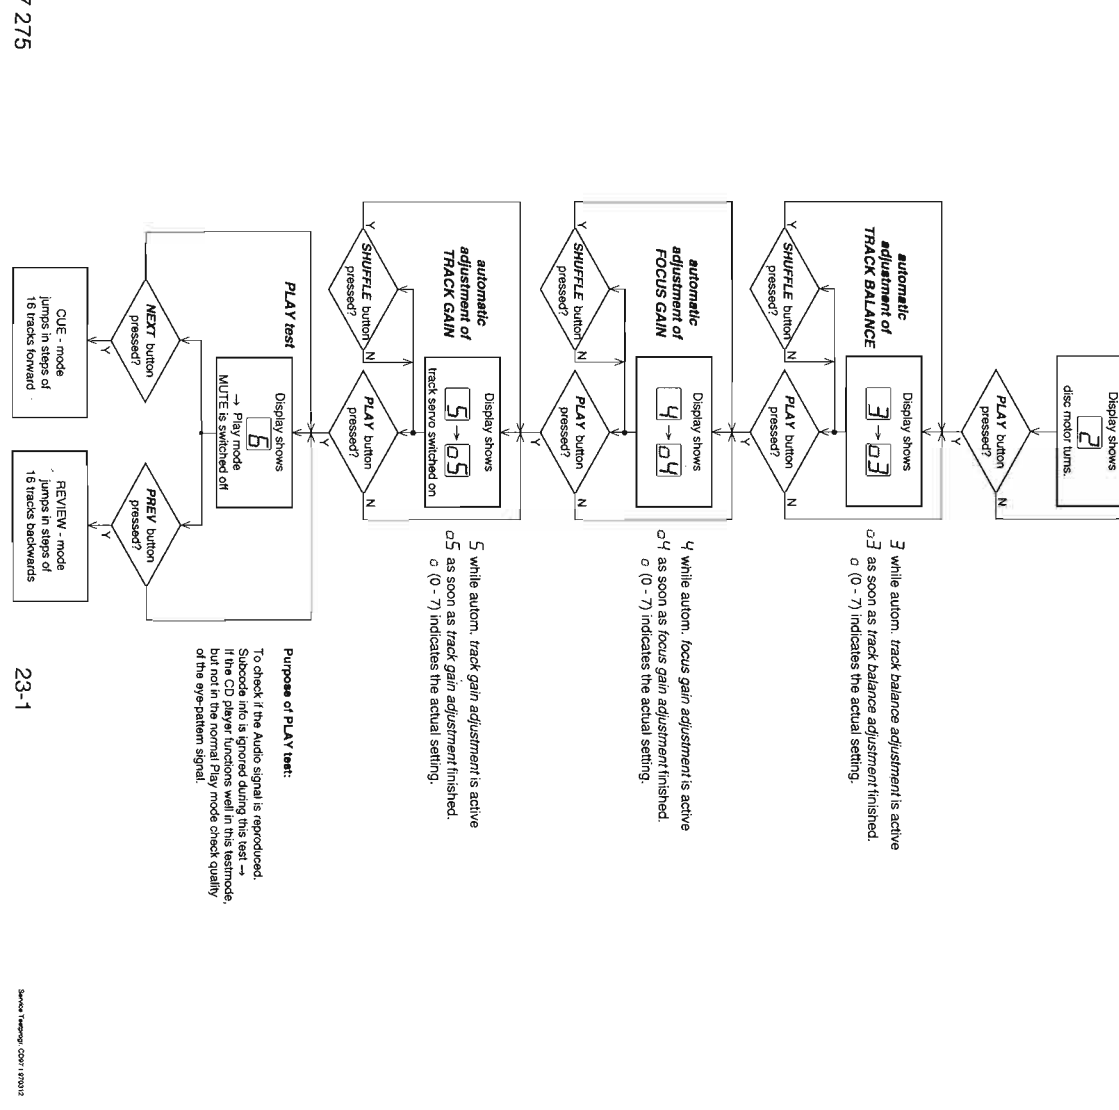 Display shows
2
disc motor turns.
PLAY button
pressed?
N
Y
automatic
adjustment of
TRACK BALANCE
Display shows
3 → a3
3 while autom. track balance adjustment is active
a3 as soon as track balance adjustment finished.
a (0 - 7) indicates the actual setting.
SHUFFLE button
pressed?
Y
N
PLAY button
pressed?
N
Y
automatic
adjustment of
FOCUS GAIN
Display shows
4 → a4
4 while autom. focus gain adjustment is active
a4 as soon as focus gain adjustment finished.
a (0 - 7) indicates the actual setting.
SHUFFLE button
pressed?
Y
N
PLAY button
pressed?
N
Y
automatic
adjustment of
TRACK GAIN
Display shows
5 → a5
track servo switched on
5 while autom. track gain adjustment is active
a5 as soon as track gain adjustment finished.
a (0 - 7) indicates the actual setting.
SHUFFLE button
pressed?
Y
N
PLAY button
pressed?
N
Y
PLAY test
Display shows
6
→ Play mode
MUTE is switched off
Purpose of PLAY test:
To check if the Audio signal is reproduced.
Subcode info is ignored during this test →
If the CD player functions well in this testmode,
but not in the normal Play mode check quality
of the eye-pattern signal.
NEXT button
pressed?
Y
PREV button
pressed?
Y
CUE - mode
jumps in steps of
16 tracks forward
REVIEW - mode
jumps in steps of
16 tracks backwards
7 275
23-1
Service Testprogr. CD97 I 970312